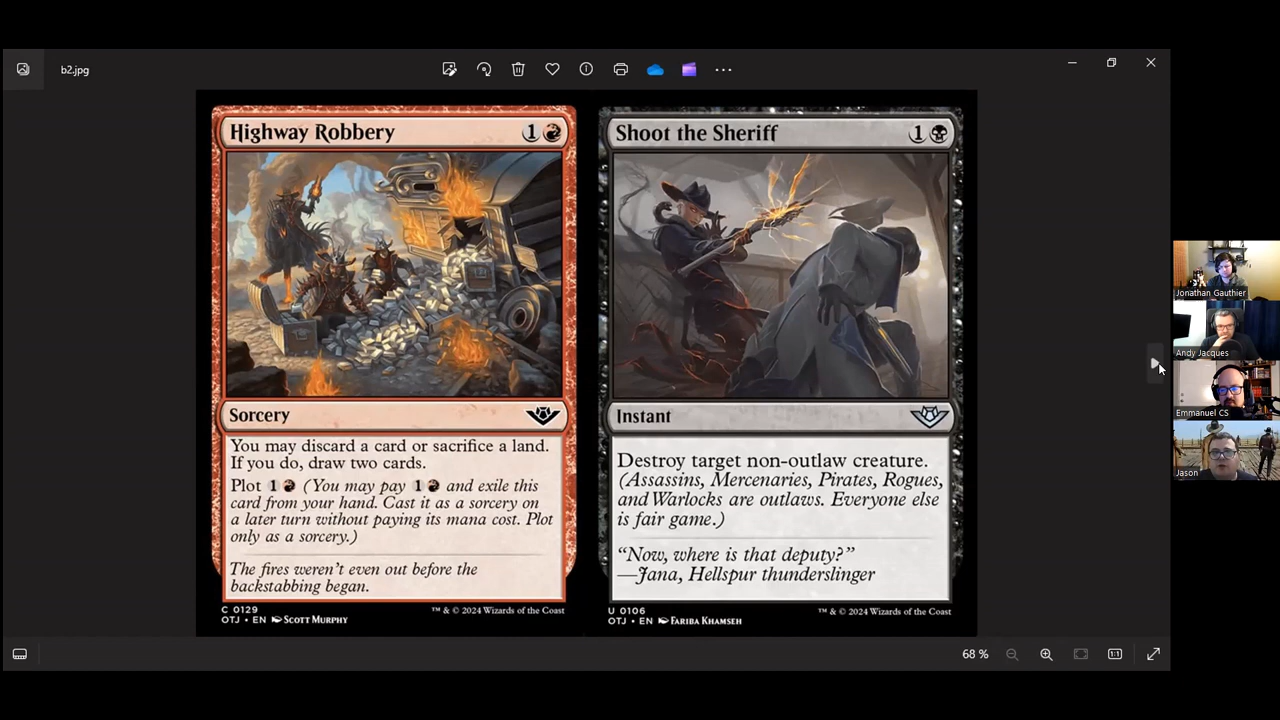 b2.jpg
Highway Robbery 1
Sorcery
You may discard a card or sacrifice a land.
If you do, draw two cards.
Plot 1 (You may pay 1 and exile this
card from your hand. Cast it as a sorcery on
a later turn without paying its mana cost. Plot
only as a sorcery.)
The fires weren't even out before the
backstabbing began.
C 0129
OTJ • EN Scott Murphy
™ & © 2024 Wizards of the Coast
Shoot the Sheriff 1
Instant
Destroy target non-outlaw creature.
(Assassins, Mercenaries, Pirates, Rogues,
and Warlocks are outlaws. Everyone else
is fair game.)
"Now, where is that deputy?"
—Jana, Hellspur thunderslinger
U 0106
OTJ • EN Fariba Khamseh
™ & © 2024 Wizards of the Coast
Jonathan Gauthier
Andy Jacques
Emmanuel CS
Jason
68 %
1:1